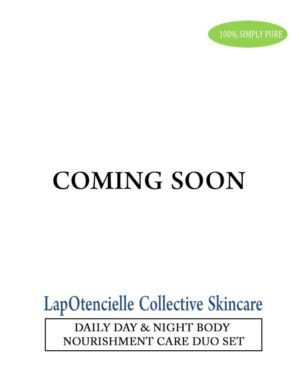 100% SIMPLY PURE
COMING SOON
LapOtencielle Collective Skincare
DAILY DAY & NIGHT BODY
NOURISHMENT CARE DUO SET